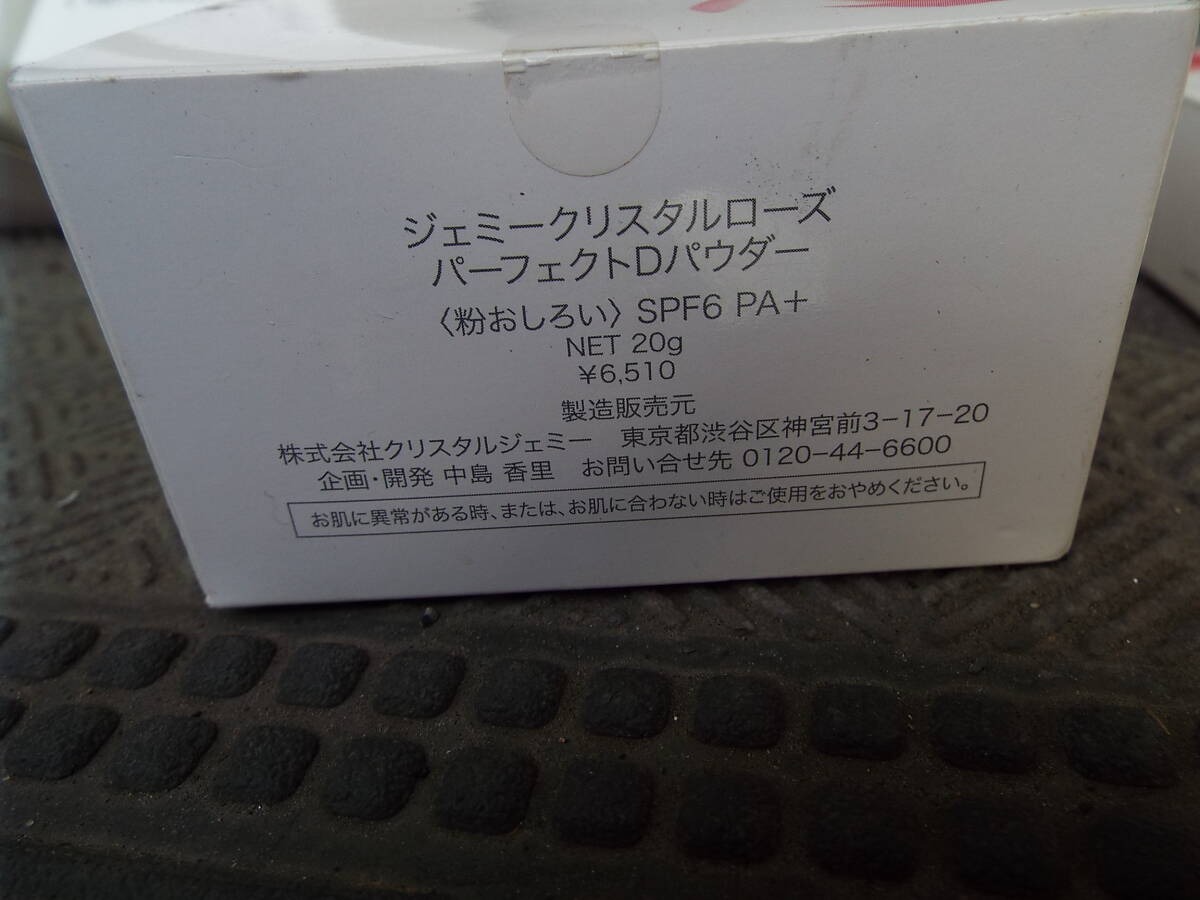 ジェミークリスタルローズ
パーフェクトDパウダー
〈粉おしろい〉SPF6 PA＋
NET 20g
¥6,510
製造販売元
株式会社クリスタルジェミー　東京都渋谷区神宮前3−17−20
企画・開発 中島 香里　お問い合せ先 0120−44−6600
お肌に異常がある時、または、お肌に合わない時はご使用をおやめください。